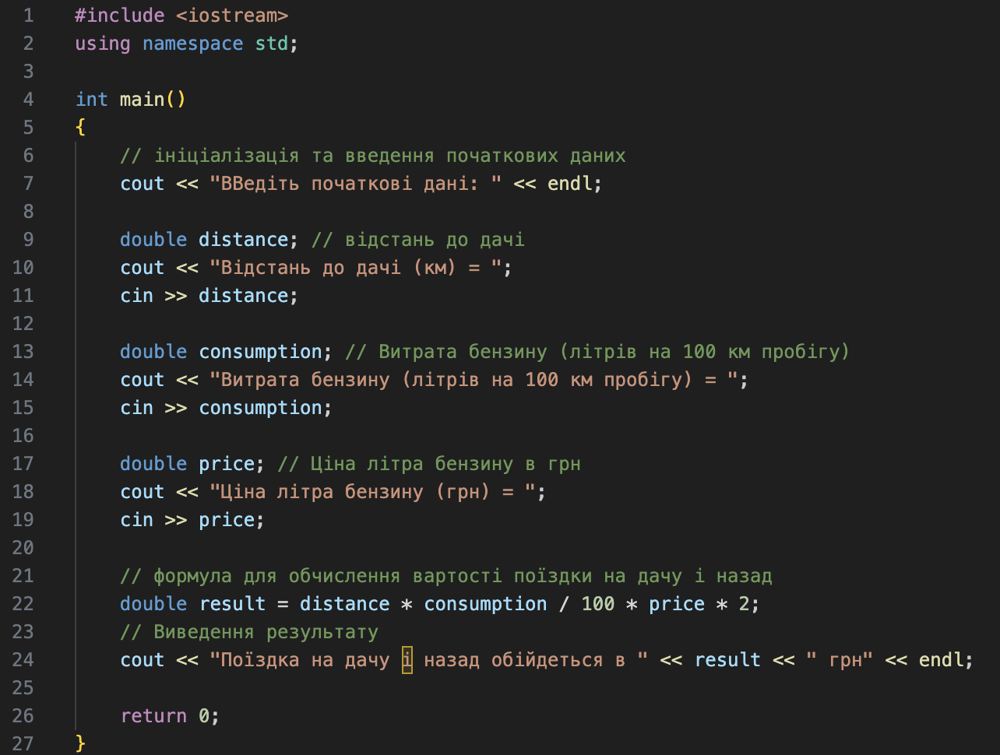 1 #include <iostream>
2 using namespace std;
3
4 int main()
5 {
6 // ініціалізація та введення початкових даних
7 cout << "ВВедіть початкові дані: " << endl;
8
9 double distance; // відстань до дачі
10 cout << "Відстань до дачі (км) = ";
11 cin >> distance;
12
13 double consumption; // Витрата бензину (літрів на 100 км пробігу)
14 cout << "Витрата бензину (літрів на 100 км пробігу) = ";
15 cin >> consumption;
16
17 double price; // Ціна літра бензину в грн
18 cout << "Ціна літра бензину (грн) = ";
19 cin >> price;
20
21 // формула для обчислення вартості поїздки на дачу і назад
22 double result = distance * consumption / 100 * price * 2;
23 // Виведення результату
24 cout << "Поїздка на дачу і назад обійдеться в " << result << " грн" << endl;
25
26 return 0;
27 }